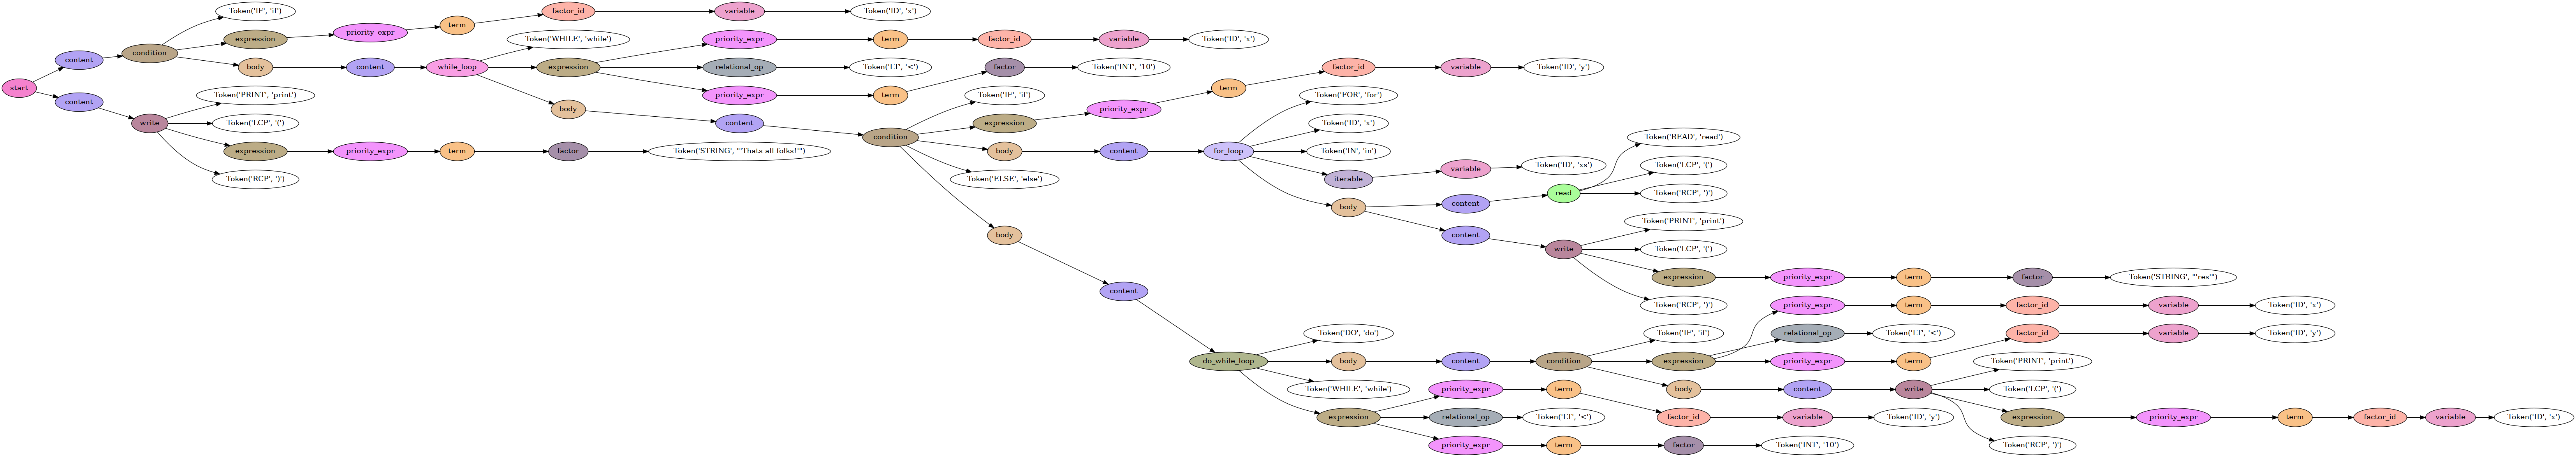 factor_id
variable
Token('ID', 'x')
Token('IF', 'if')
term
priority_expr
expression
condition
content
body
content
while_loop
Token('WHILE', 'while')
priority_expr
term
factor_id
variable
Token('ID', 'x')
expression
relational_op
Token('LT', '<')
factor
Token('INT', '10')
priority_expr
term
start
content
body
content
Token('PRINT', 'print')
write
Token('LCP', '(')
expression
priority_expr
term
factor
Token('STRING', "'Thats all folks!'")
Token('RCP', ')')
condition
Token('IF', 'if')
expression
priority_expr
term
factor_id
variable
Token('ID', 'y')
body
content
for_loop
Token('FOR', 'for')
Token('ID', 'x')
Token('IN', 'in')
iterable
variable
Token('ID', 'xs')
body
content
read
Token('READ', 'read')
Token('LCP', '(')
Token('RCP', ')')
content
write
Token('PRINT', 'print')
Token('LCP', '(')
expression
priority_expr
term
factor
Token('STRING', "'res'")
Token('RCP', ')')
Token('ELSE', 'else')
body
content
do_while_loop
Token('DO', 'do')
body
content
condition
Token('IF', 'if')
expression
priority_expr
term
factor_id
variable
Token('ID', 'x')
relational_op
Token('LT', '<')
priority_expr
term
factor_id
variable
Token('ID', 'y')
body
content
write
Token('PRINT', 'print')
Token('LCP', '(')
expression
priority_expr
term
factor_id
variable
Token('ID', 'x')
Token('RCP', ')')
Token('WHILE', 'while')
expression
priority_expr
term
factor_id
variable
Token('ID', 'y')
relational_op
Token('LT', '<')
priority_expr
term
factor
Token('INT', '10')